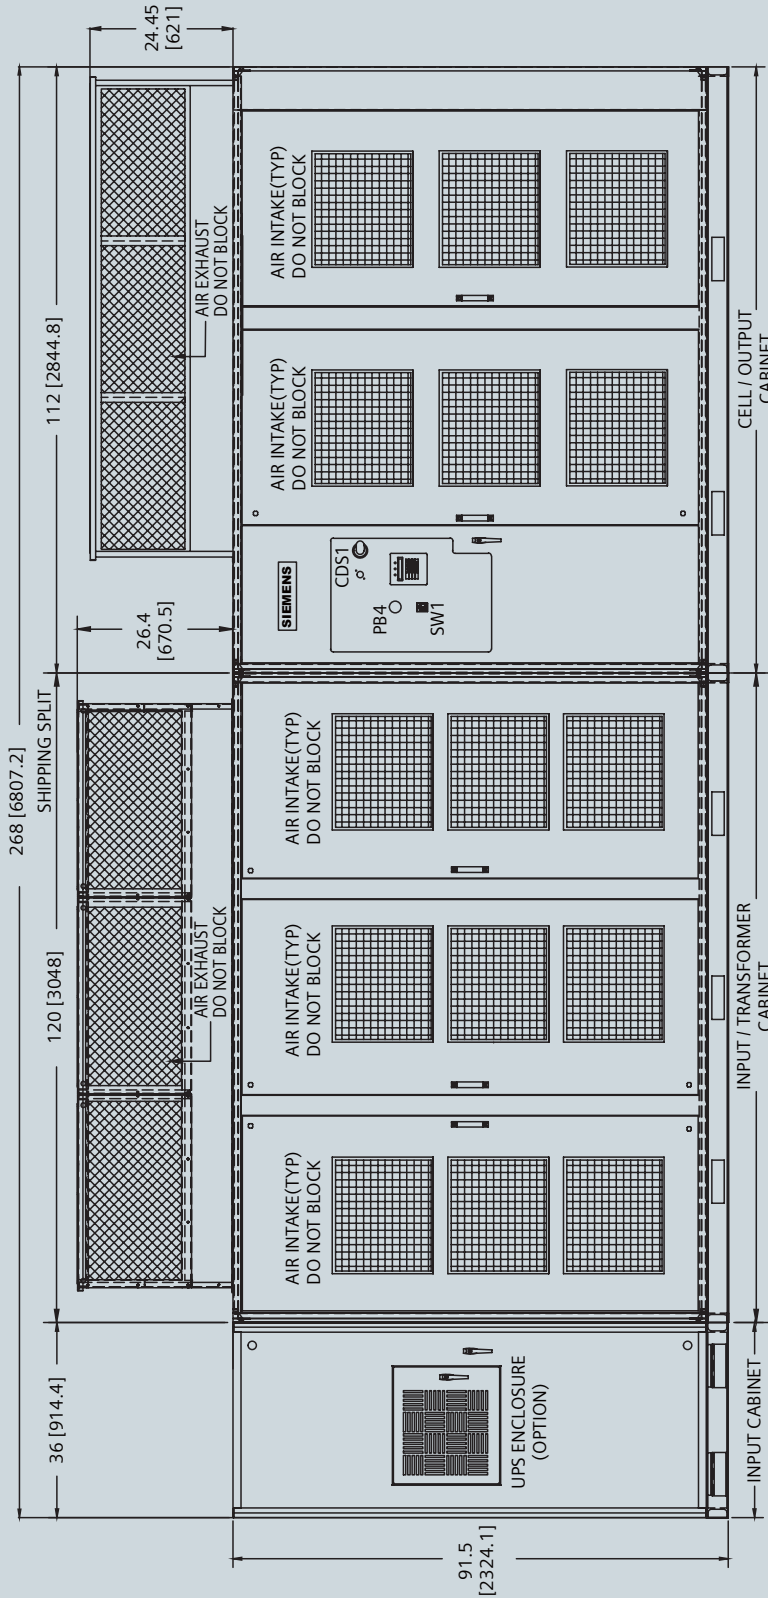 268 [6807.2]
36 [914.4]
120 [3048]
SHIPPING SPLIT
112 [2844.8]
26.4
[670.5]
24.45
[621]
AIR EXHAUST
DO NOT BLOCK
AIR EXHAUST
DO NOT BLOCK
91.5
[2324.1]
UPS ENCLOSURE
(OPTION)
AIR INTAKE(TYP)
DO NOT BLOCK
AIR INTAKE(TYP)
DO NOT BLOCK
AIR INTAKE(TYP)
DO NOT BLOCK
SIEMENS
CDS1
PB4
SW1
AIR INTAKE(TYP)
DO NOT BLOCK
AIR INTAKE(TYP)
DO NOT BLOCK
INPUT CABINET
INPUT / TRANSFORMER
CABINET
CELL / OUTPUT
CABINET